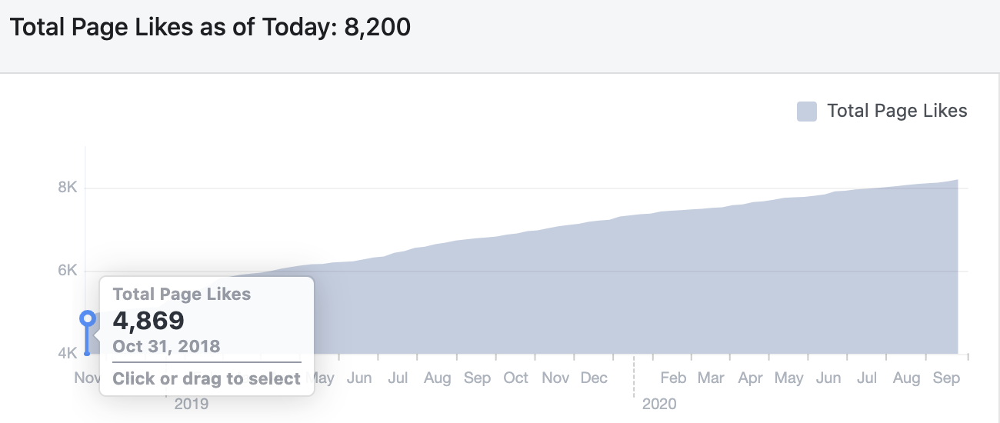 Total Page Likes as of Today: 8,200
Total Page Likes
8K
6K
4K
Total Page Likes
4,869
Oct 31, 2018
Click or drag to select
Nov May Jun Jul Aug Sep Oct Nov Dec Feb Mar Apr May Jun Jul Aug Sep
2019 2020